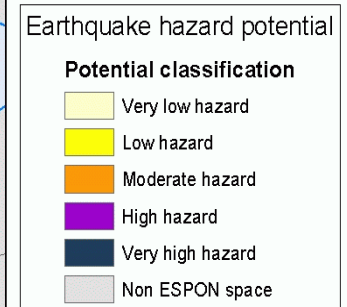 Earthquake hazard potential
Potential classification
Very low hazard
Low hazard
Moderate hazard
High hazard
Very high hazard
Non ESPON space